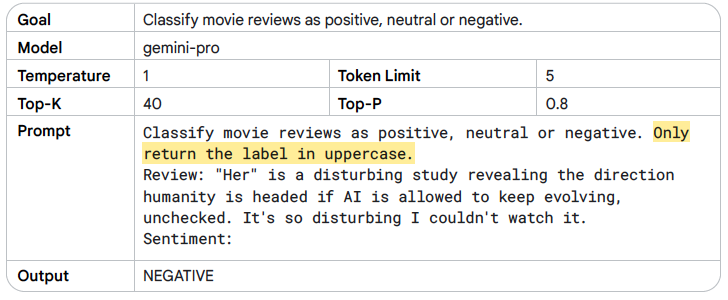 Goal Classify movie reviews as positive, neutral or negative.
Model gemini-pro
Temperature 1 Token Limit 5
Top-K 40 Top-P 0.8
Prompt Classify movie reviews as positive, neutral or negative. Only
return the label in uppercase.
Review: "Her" is a disturbing study revealing the direction
humanity is headed if AI is allowed to keep evolving,
unchecked. It's so disturbing I couldn't watch it.
Sentiment:
Output NEGATIVE